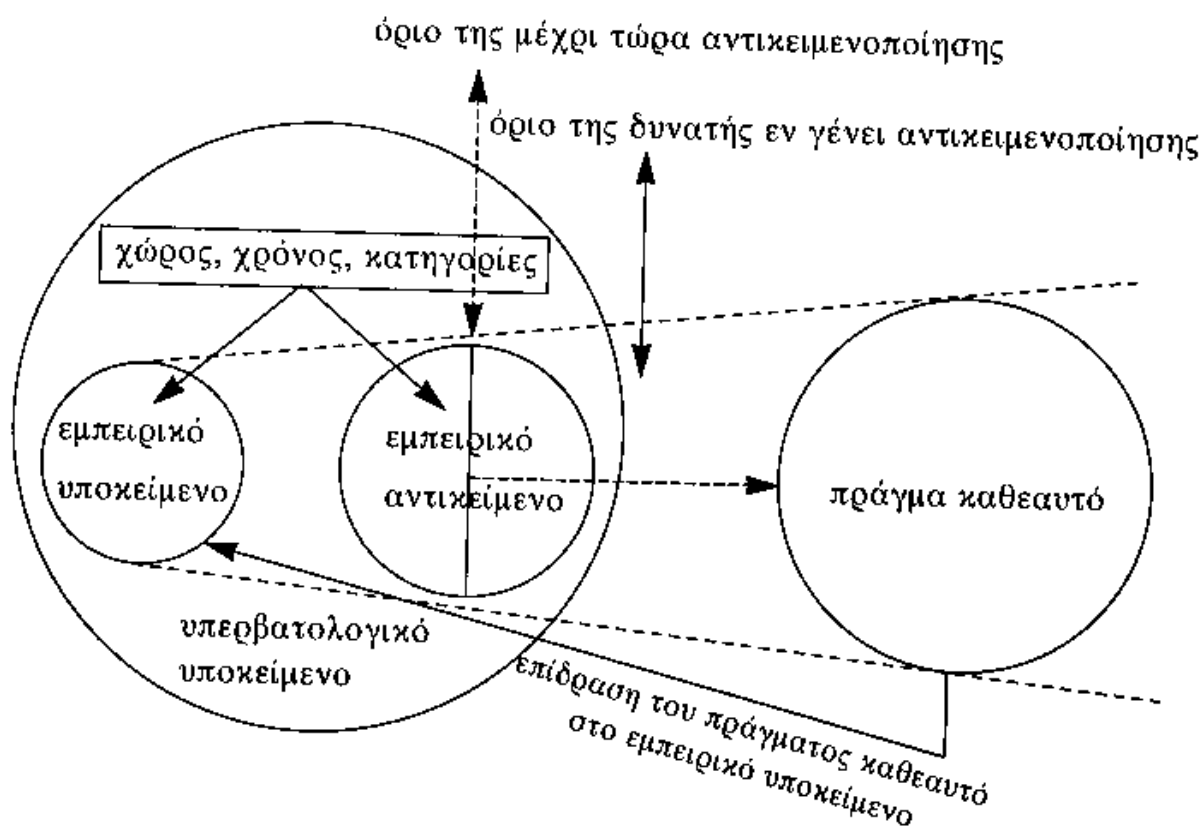 όριο της μέχρι τώρα αντικειμενοποίησης
όριο της δυνατής εν γένει αντικειμενοποίησης
χώρος, χρόνος, κατηγορίες
εμπειρικό
υποκείμενο
εμπειρικό
αντικείμενο
πράγμα καθεαυτό
υπερβατολογικό
υποκείμενο
επίδραση του πράγματος καθεαυτό
στο εμπειρικό υποκείμενο